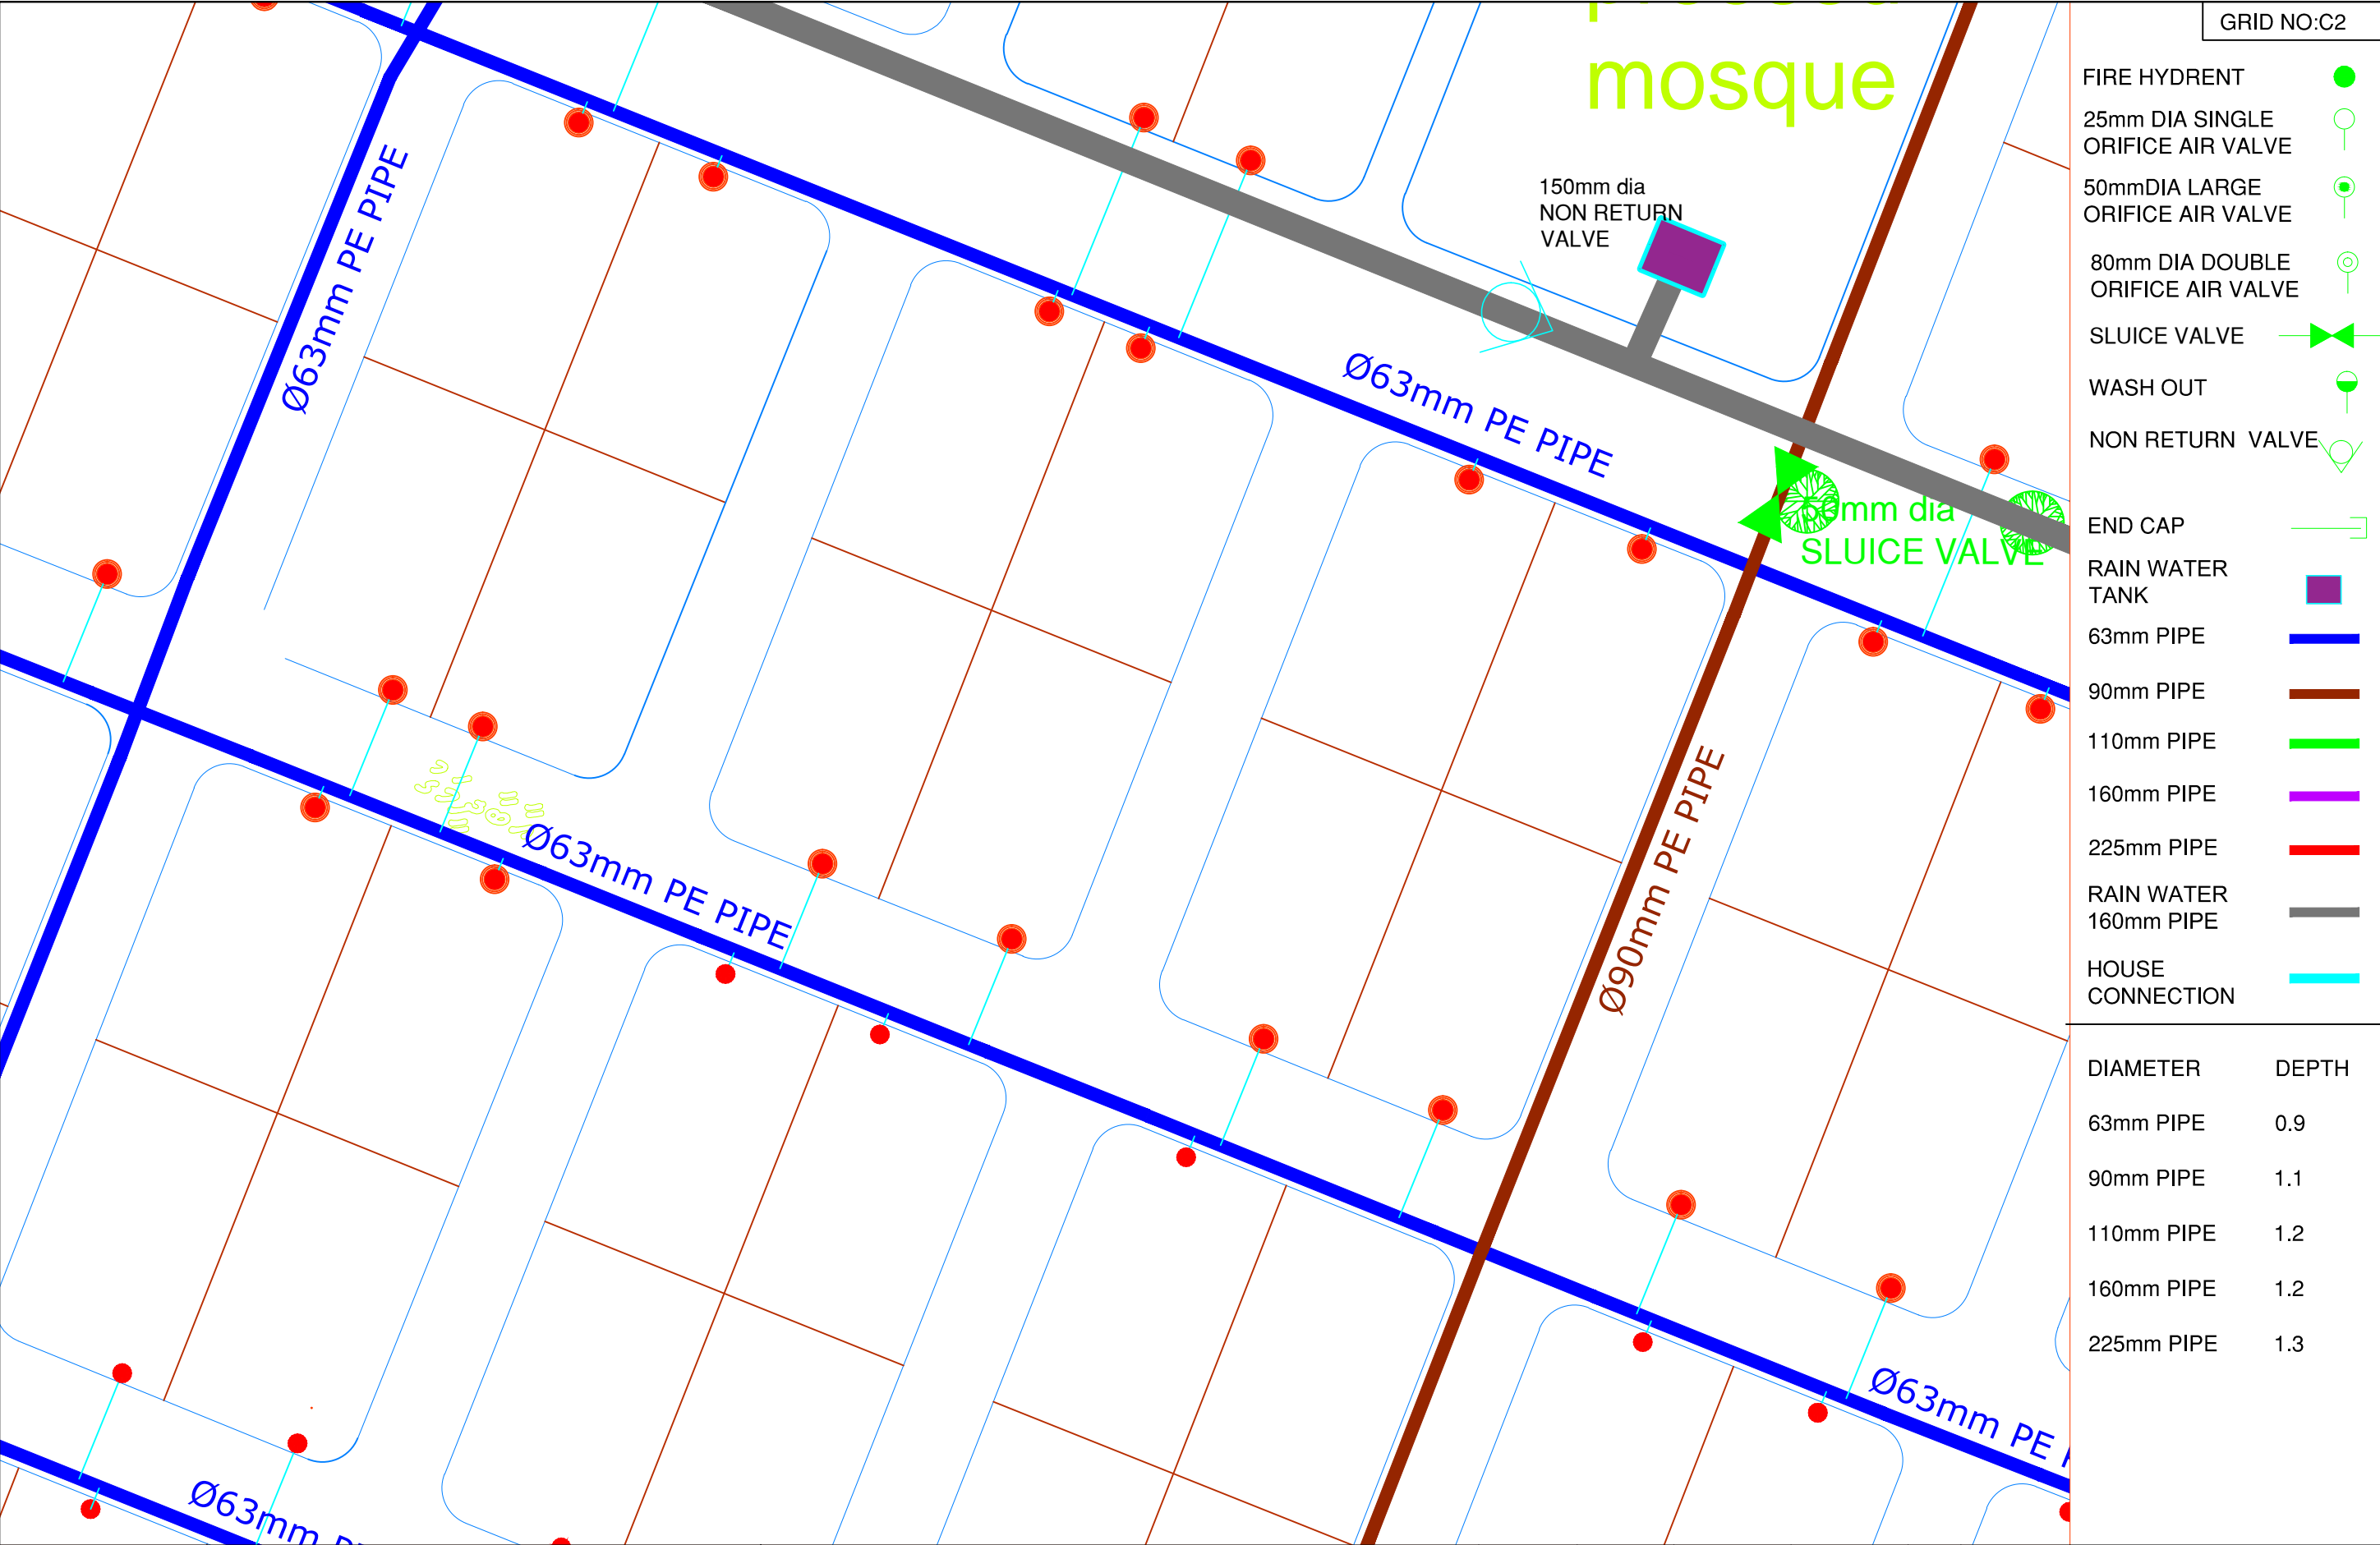 mosque
150mm dia
NON RETURN
VALVE
Ø63mm PE PIPE
Ø63mm PE PIPE
mm dia
SLUICE VALVE
Ø90mm PE PIPE
Ø63mm PE PIPE
Ø63mm PE
Ø63mm
GRID NO:C2
FIRE HYDRENT
25mm DIA SINGLE
ORIFICE AIR VALVE
50mmDIA LARGE
ORIFICE AIR VALVE
80mm DIA DOUBLE
ORIFICE AIR VALVE
SLUICE VALVE
WASH OUT
NON RETURN VALVE
END CAP
RAIN WATER
TANK
63mm PIPE
90mm PIPE
110mm PIPE
160mm PIPE
225mm PIPE
RAIN WATER
160mm PIPE
HOUSE
CONNECTION
DIAMETER DEPTH
63mm PIPE 0.9
90mm PIPE 1.1
110mm PIPE 1.2
160mm PIPE 1.2
225mm PIPE 1.3